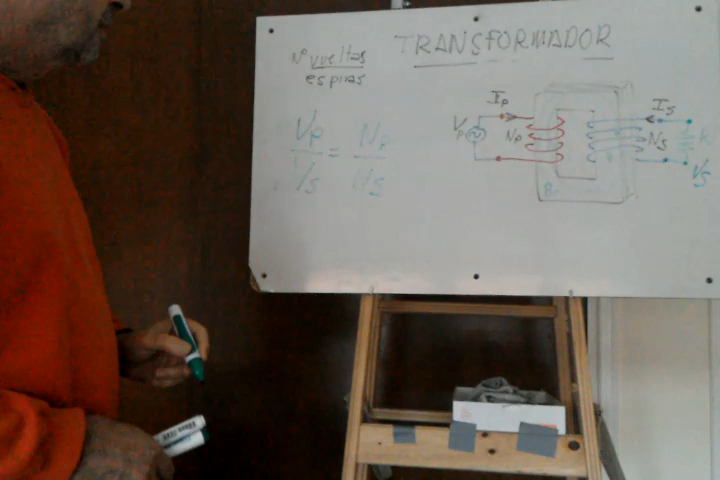 TRANSFORMADOR
Nº vueltas
espiras
Vp Np
— = —
Vs Ns
Ip
Is
Vp
Np
Ns
R
Vs